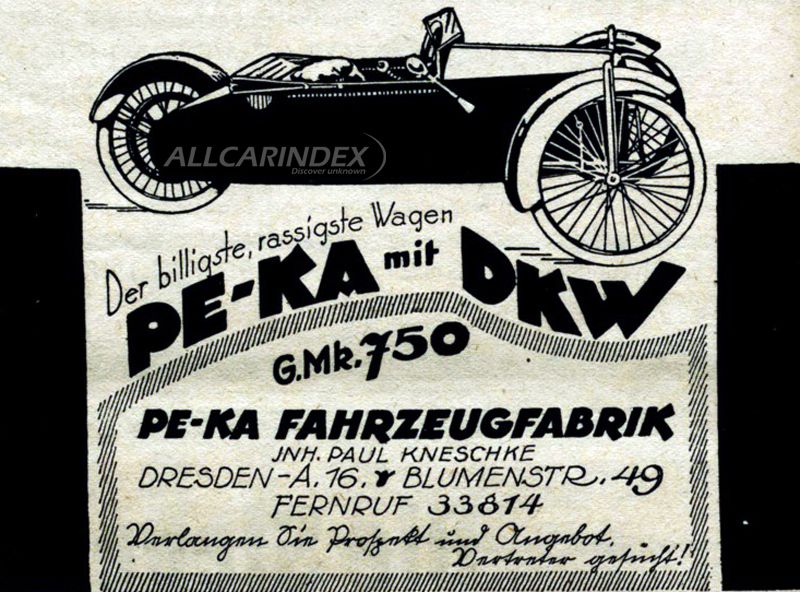 ALLCARINDEX
Discover unknown
Der billigste, rassigste Wagen
PE-KA mit DKW
G.Mk. 750
PE-KA FAHRZEUGFABRIK
JNH. PAUL KNESCHKE
DRESDEN-A. 16. BLUMENSTR. 49
FERNRUF 33814
Verlangen Sie Prospekt und Angebot.
Vertreter gesucht!